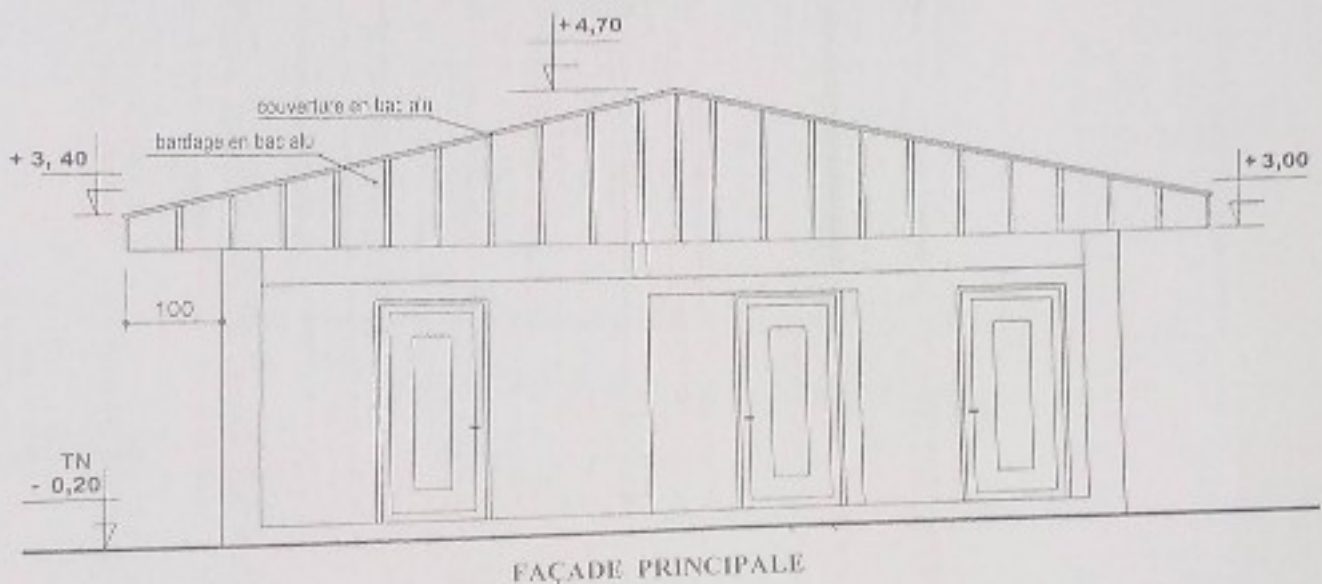 + 4,70
couverture en bac alu
bardage en bac alu
+ 3, 40
+ 3,00
100
TN
- 0,20
FAÇADE PRINCIPALE